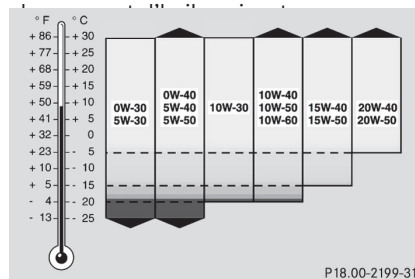 ° F ° C
+ 86 + 30
+ 77 + 25
+ 68 + 20
+ 59 + 15
+ 50 + 10
+ 41 + 5
+ 32 0
+ 23 - 5
+ 10 - 10
+ 5 - 15
- 4 - 20
- 13 - 25
0W-30
5W-30
0W-40
5W-40
5W-50
10W-30
10W-40
10W-50
10W-60
15W-40
15W-50
20W-40
20W-50
P18.00-2199-31